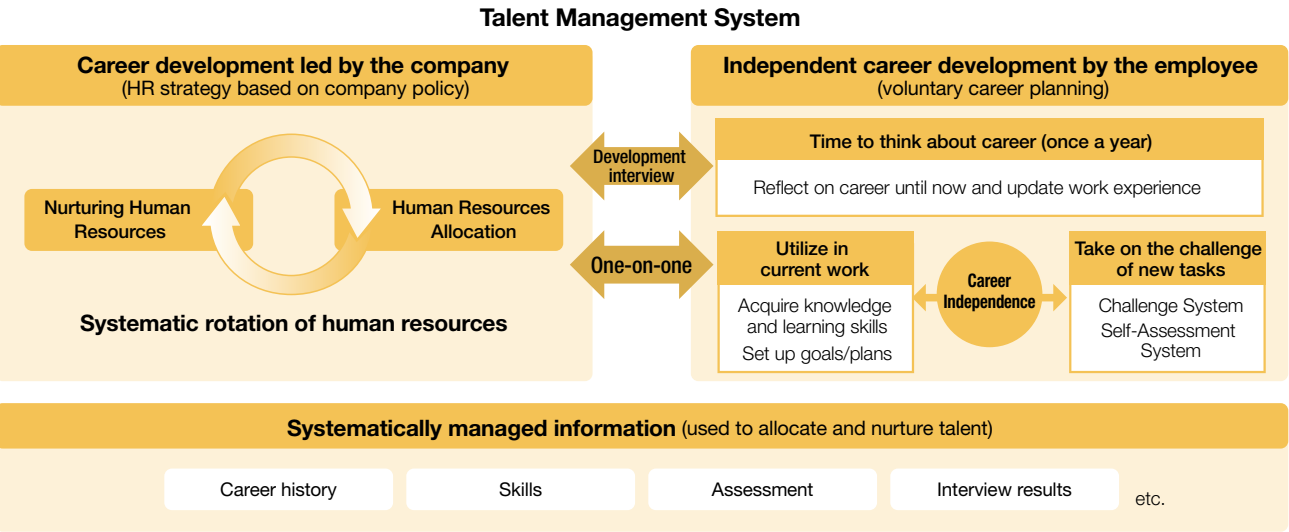 Talent Management System
Career development led by the company
(HR strategy based on company policy)
Nurturing Human
Resources
Human Resources
Allocation
Systematic rotation of human resources
Development
interview
One-on-one
Independent career development by the employee
(voluntary career planning)
Time to think about career (once a year)
Reflect on career until now and update work experience
Utilize in
current work
Acquire knowledge
and learning skills
Set up goals/plans
Career
Independence
Take on the challenge
of new tasks
Challenge System
Self-Assessment
System
Systematically managed information (used to allocate and nurture talent)
Career history
Skills
Assessment
Interview results
etc.